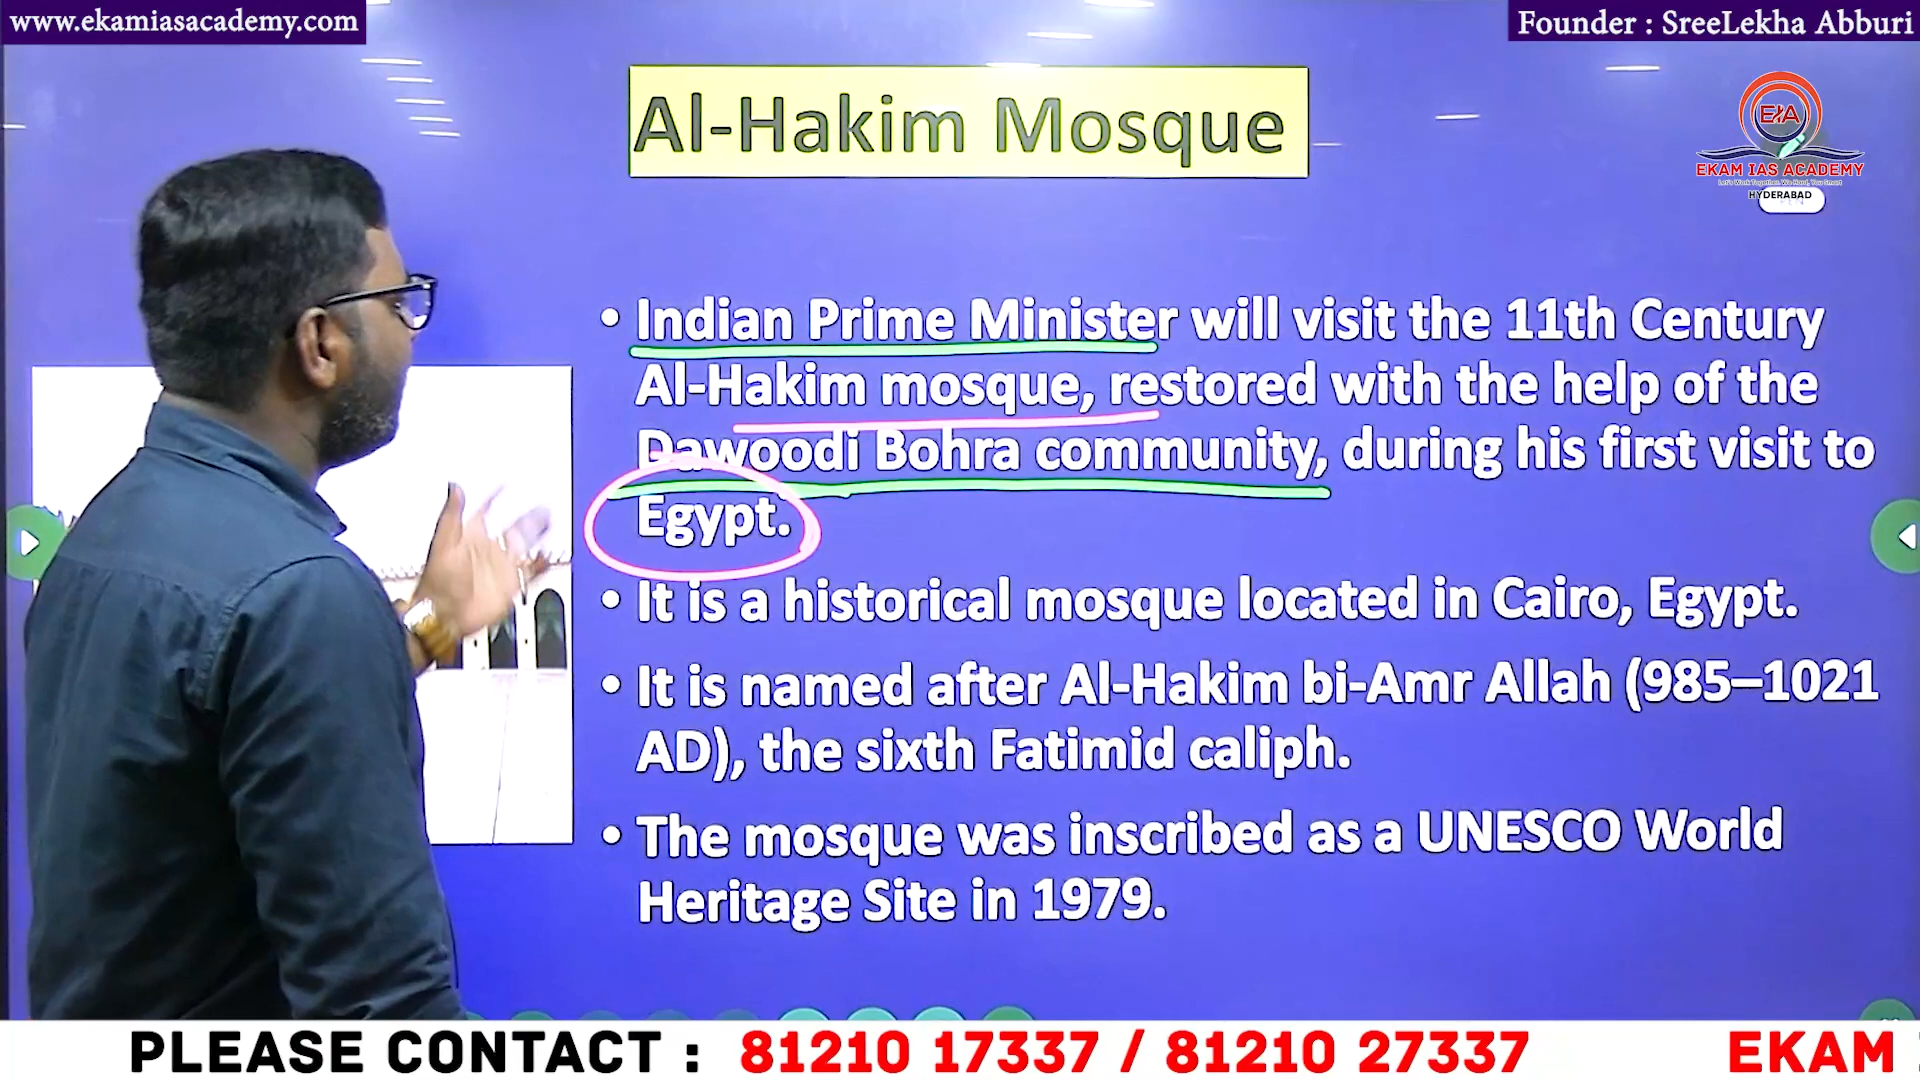 www.ekamiasacademy.com
Founder : SreeLekha Abburi
Al-Hakim Mosque
EIA
EKAM IAS ACADEMY
HYDERABAD
• Indian Prime Minister will visit the 11th Century
Al-Hakim mosque, restored with the help of the
Dawoodi Bohra community, during his first visit to
Egypt.
• It is a historical mosque located in Cairo, Egypt.
• It is named after Al-Hakim bi-Amr Allah (985–1021
AD), the sixth Fatimid caliph.
• The mosque was inscribed as a UNESCO World
Heritage Site in 1979.
PLEASE CONTACT : 81210 17337 / 81210 27337
EKAM